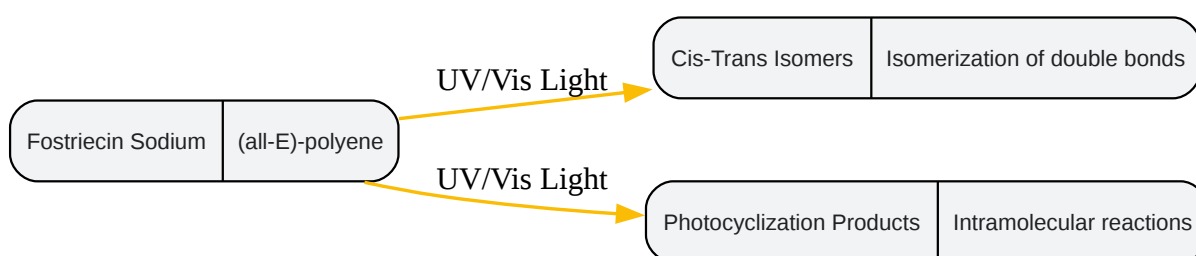 Fostriecin Sodium
(all-E)-polyene
UV/Vis Light
Cis-Trans Isomers
Isomerization of double bonds
UV/Vis Light
Photocyclization Products
Intramolecular reactions